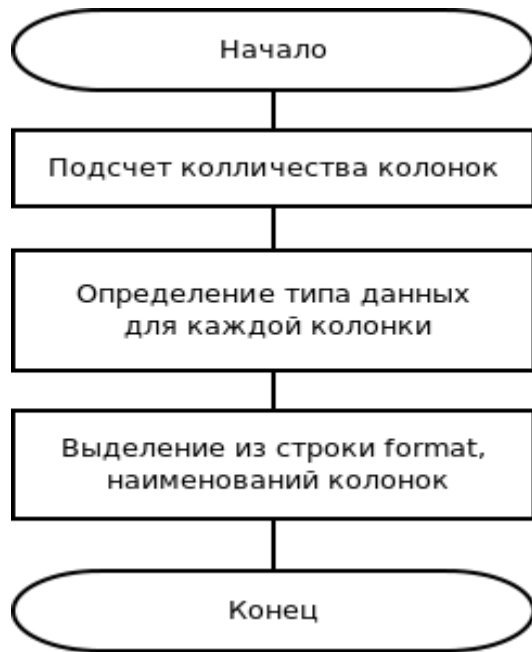 Начало
Подсчет колличества колонок
Определение типа данных
для каждой колонки
Выделение из строки format,
наименований колонок
Конец